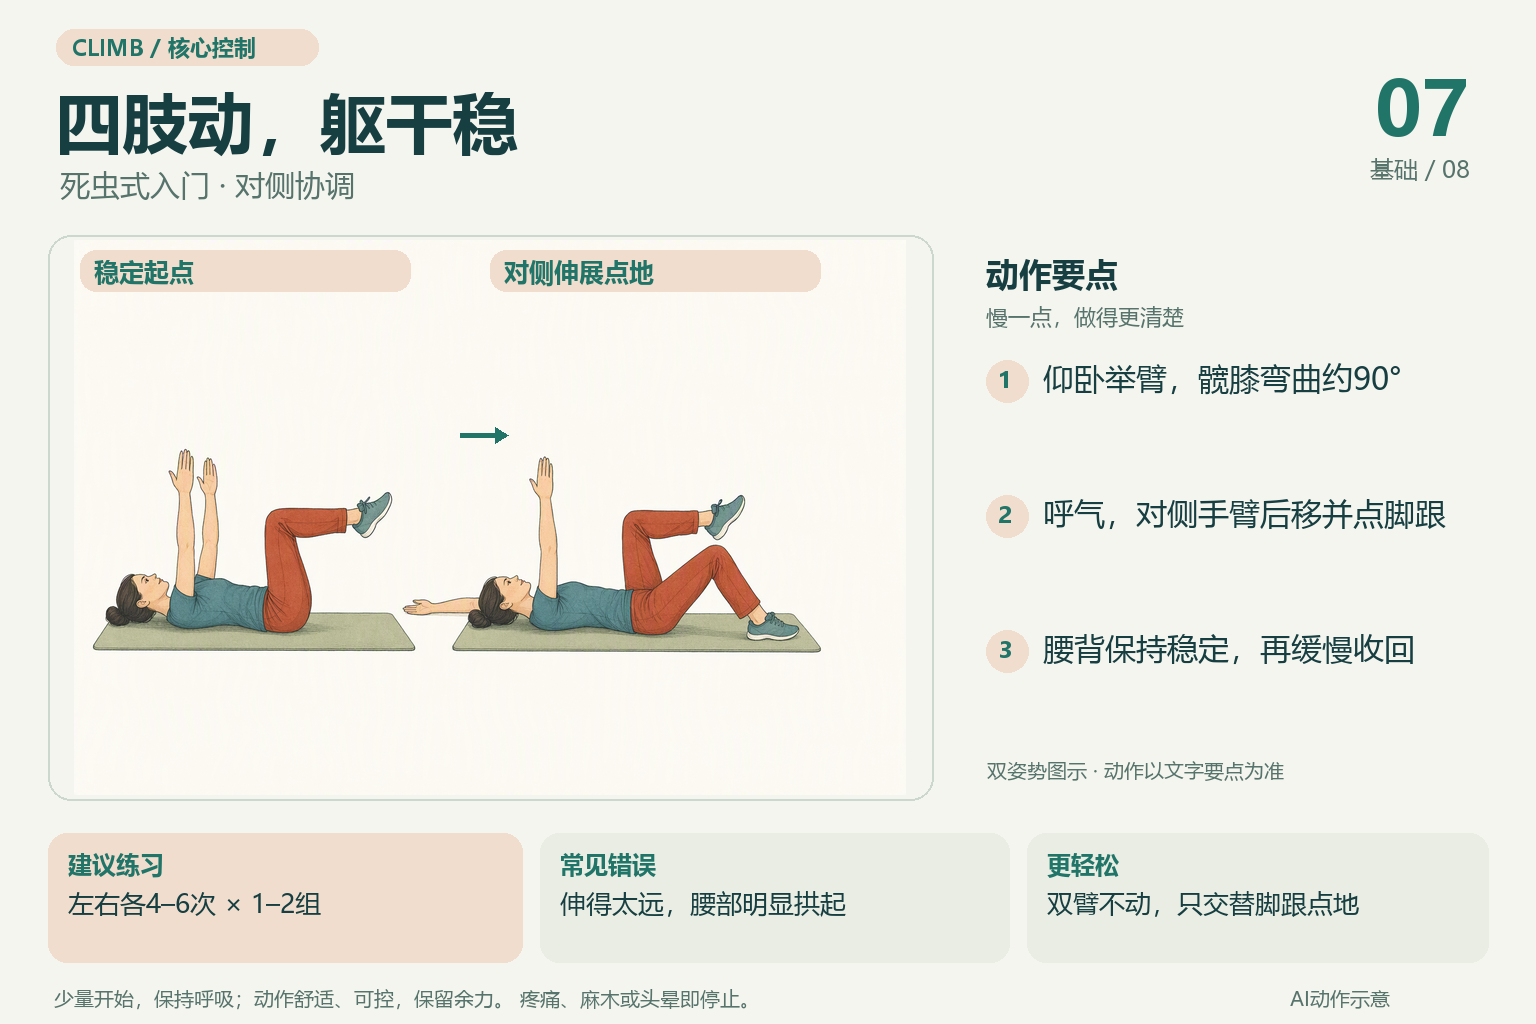 CLIMB / 核心控制
四肢动，躯干稳
死虫式入门 · 对侧协调
07
基础 / 08
稳定起点
对侧伸展点地
动作要点
慢一点，做得更清楚
1 仰卧举臂，髋膝弯曲约90°
2 呼气，对侧手臂后移并点脚跟
3 腰背保持稳定，再缓慢收回
双姿势图示 · 动作以文字要点为准
建议练习
左右各4–6次 × 1–2组
常见错误
伸得太远，腰部明显拱起
更轻松
双臂不动，只交替脚跟点地
少量开始，保持呼吸；动作舒适、可控，保留余力。 疼痛、麻木或头晕即停止。
AI动作示意